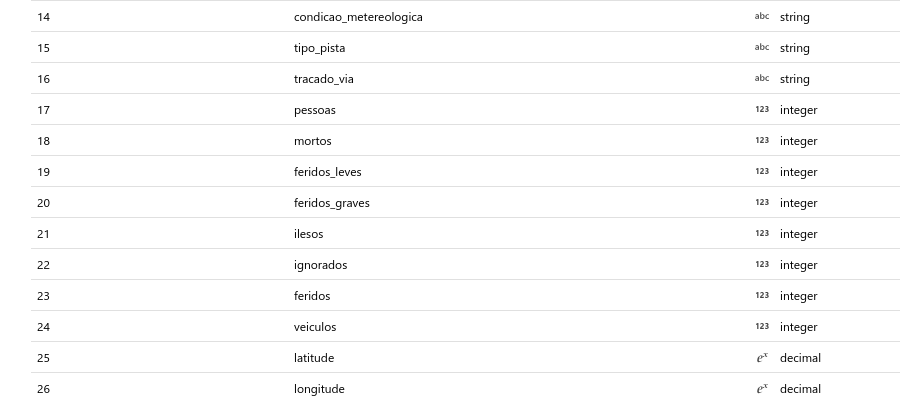 14 condicao_metereologica abc string
15 tipo_pista abc string
16 tracado_via abc string
17 pessoas 123 integer
18 mortos 123 integer
19 feridos_leves 123 integer
20 feridos_graves 123 integer
21 ilesos 123 integer
22 ignorados 123 integer
23 feridos 123 integer
24 veiculos 123 integer
25 latitude eˣ decimal
26 longitude eˣ decimal